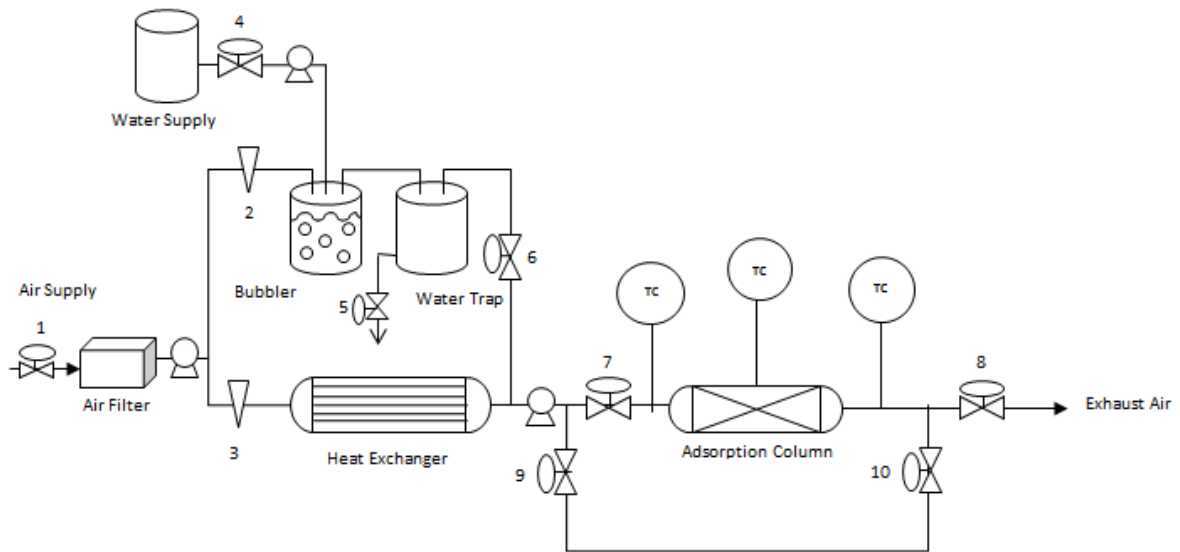 4
Water Supply
2
Bubbler
Water Trap
6
5
Air Supply
1
Air Filter
3
Heat Exchanger
7
TC
TC
TC
8
Exhaust Air
Adsorption Column
9
10